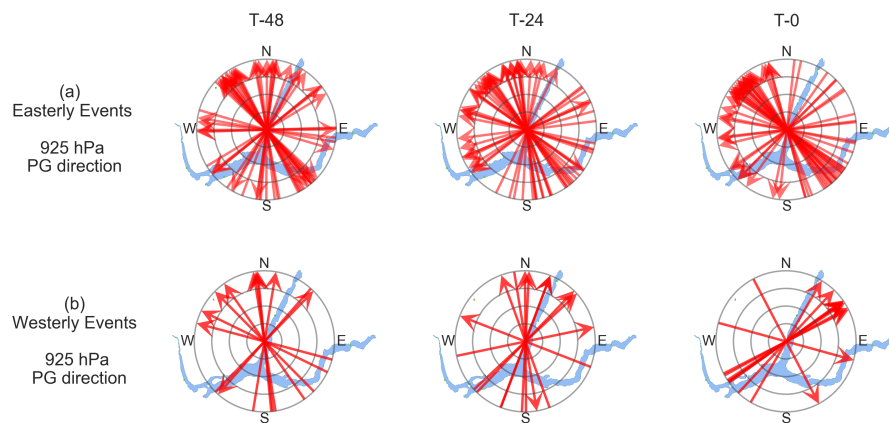 T-48 T-24 T-0
N N N
(a)
Easterly Events
W E W E W E
925 hPa
PG direction
S S S
N N N
(b)
Westerly Events
W E W E W E
925 hPa
PG direction
S S S